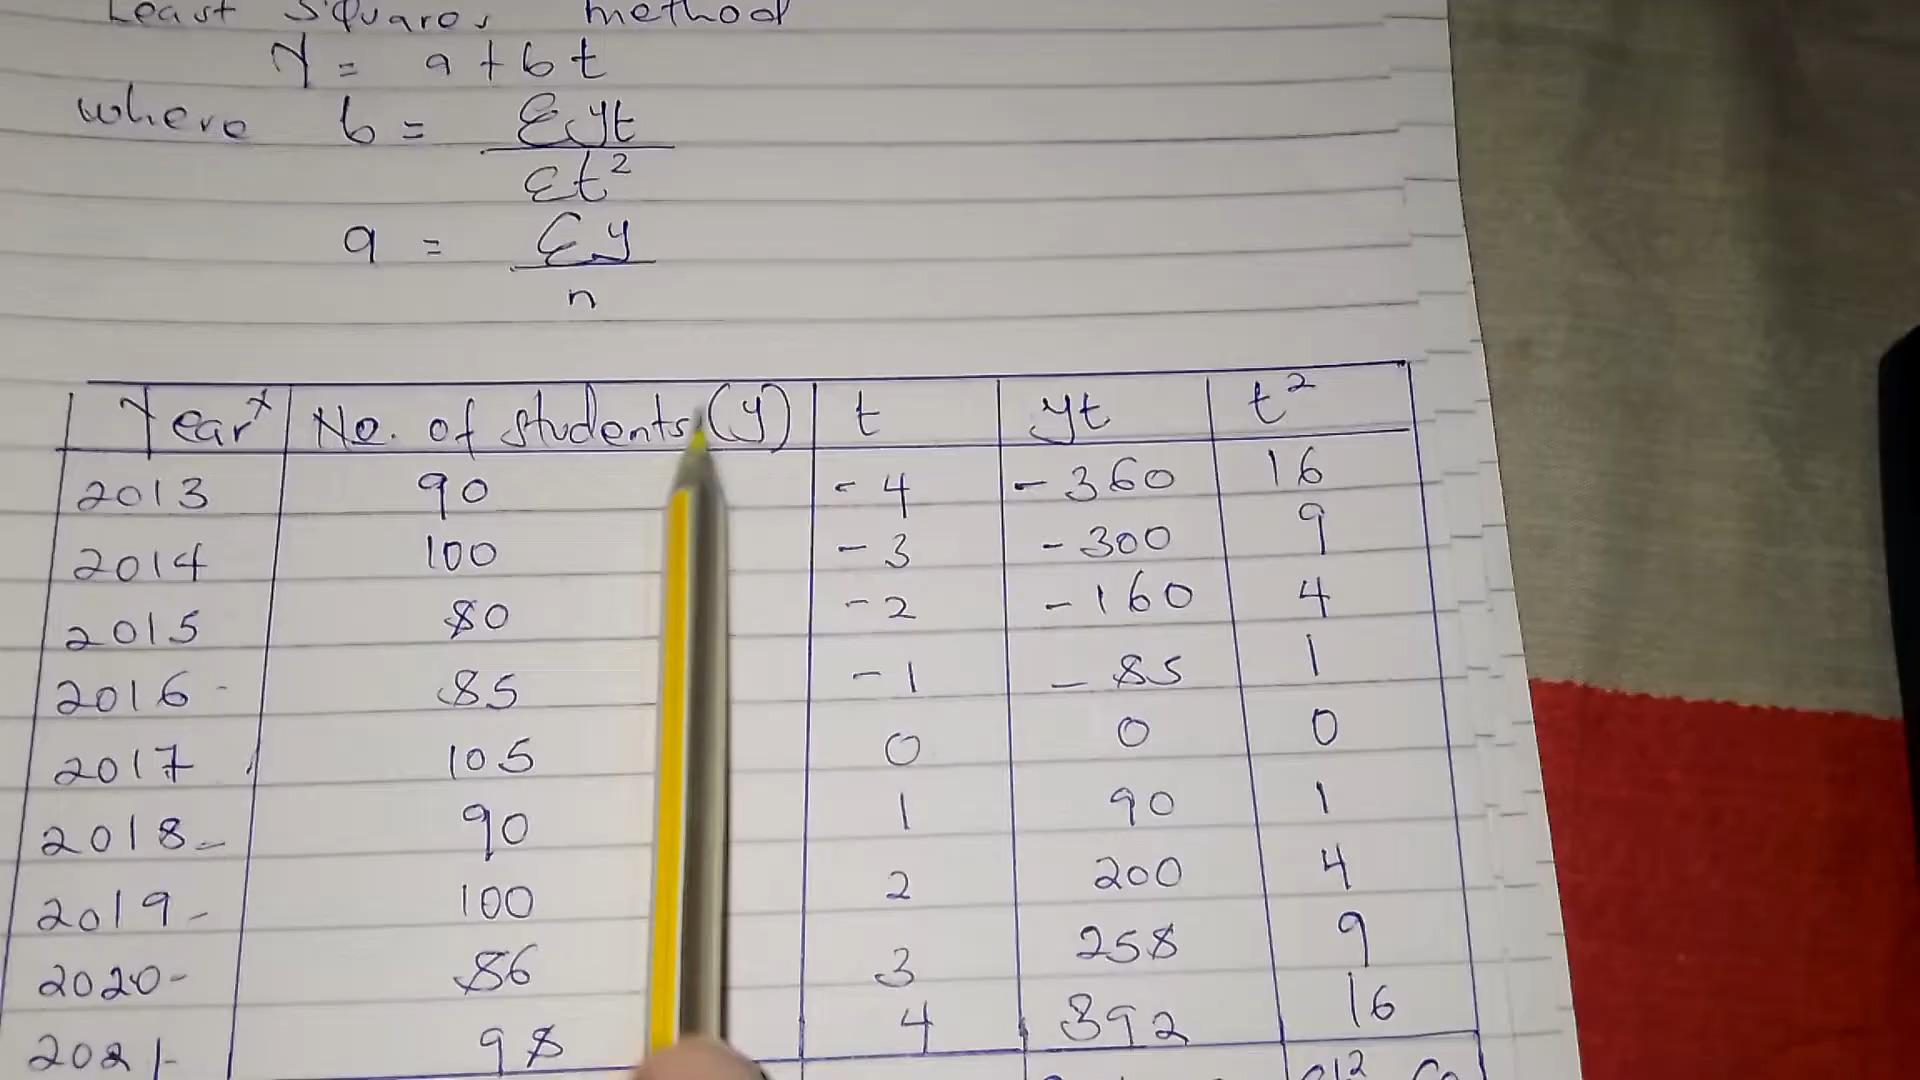 Least Squares method
Y = a + bt
where b = Σyt
Σt²
a = Σy
n
Year x No. of students (y) t yt t²
2013 90 -4 -360 16
2014 100 -3 -300 9
2015 80 -2 -160 4
2016 - 85 -1 -85 1
2017 105 0 0 0
2018 - 90 1 90 1
2019 - 100 2 200 4
2020 - 86 3 258 9
2021 - 98 4 392 16